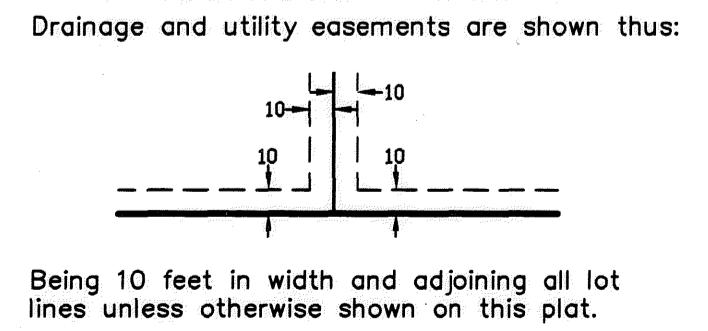 Drainage and utility easements are shown thus:
10
10
10
10
Being 10 feet in width and adjoining all lot
lines unless otherwise shown on this plat.